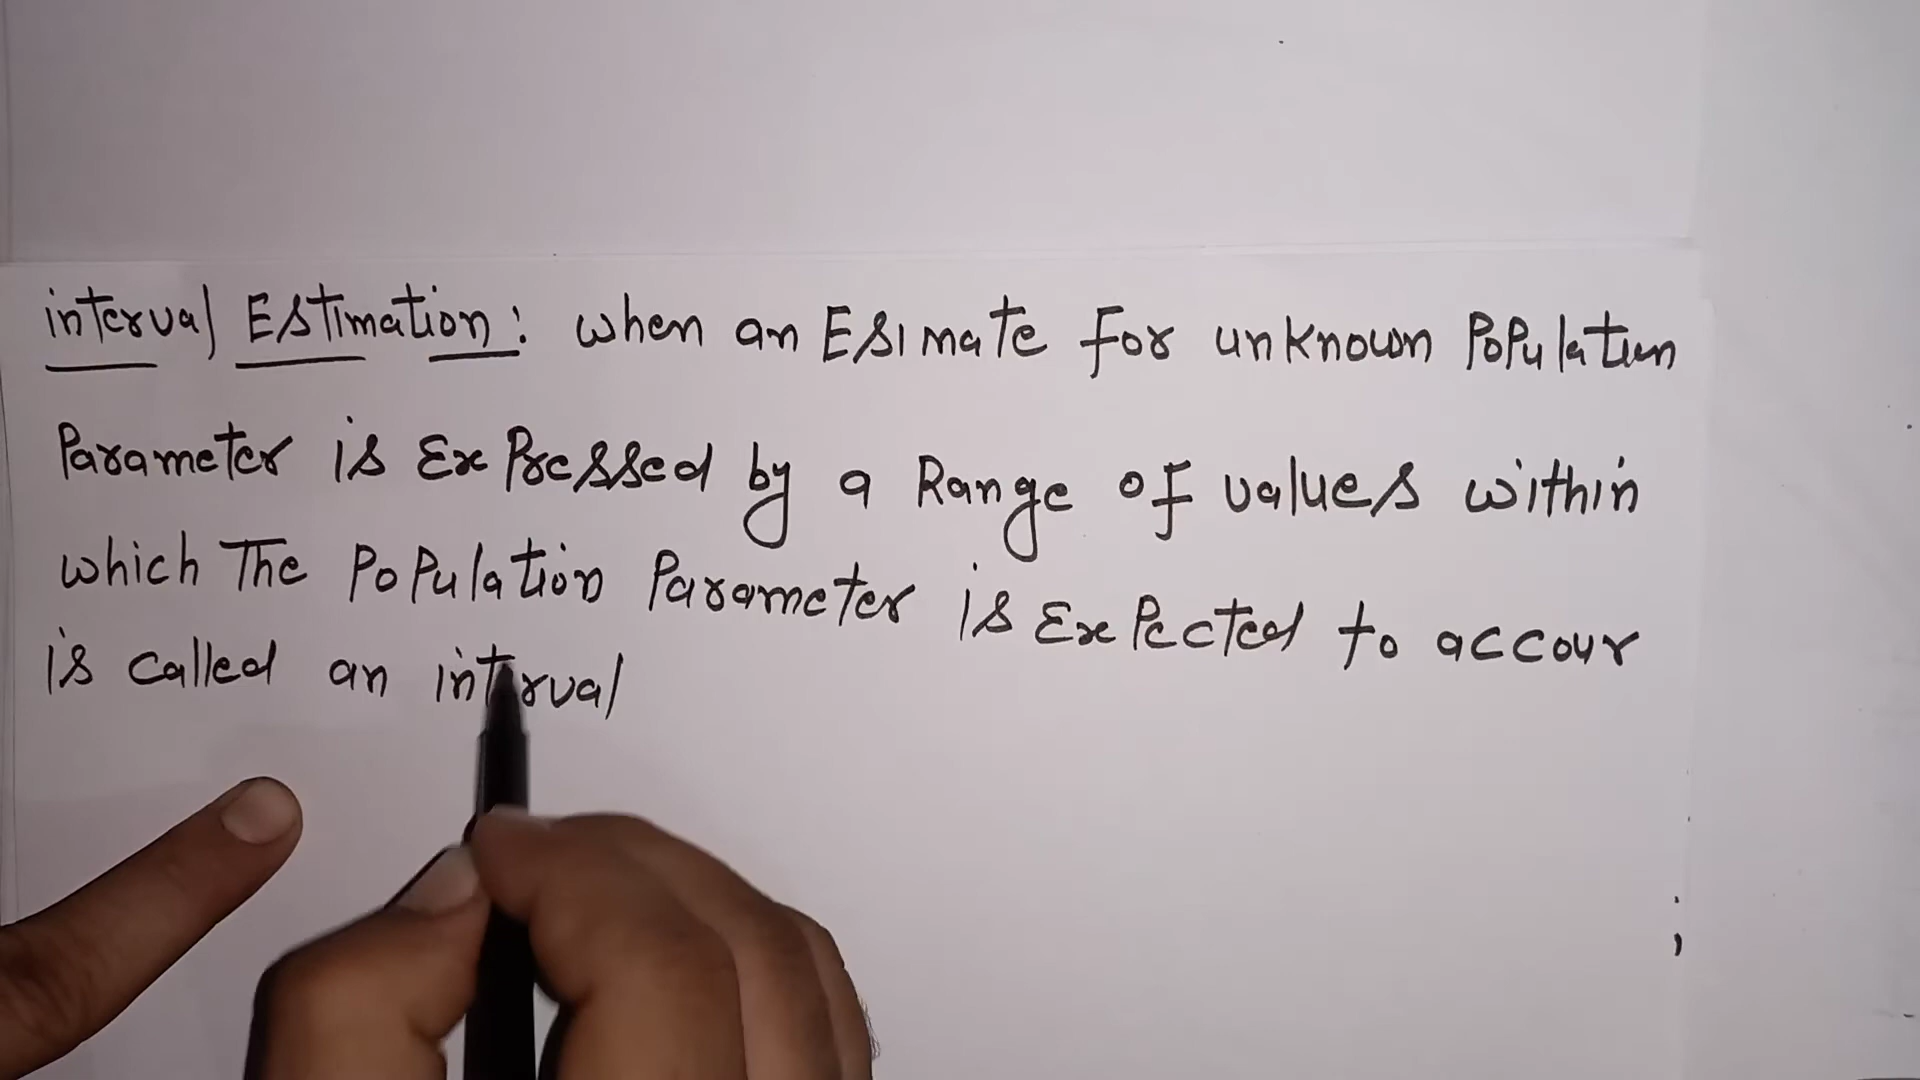 interval Estimation: when an Esimate for unknown Population
Parameter is Expressed by a Range of values within
which The Population Parameter is Expected to accour
is called an interval